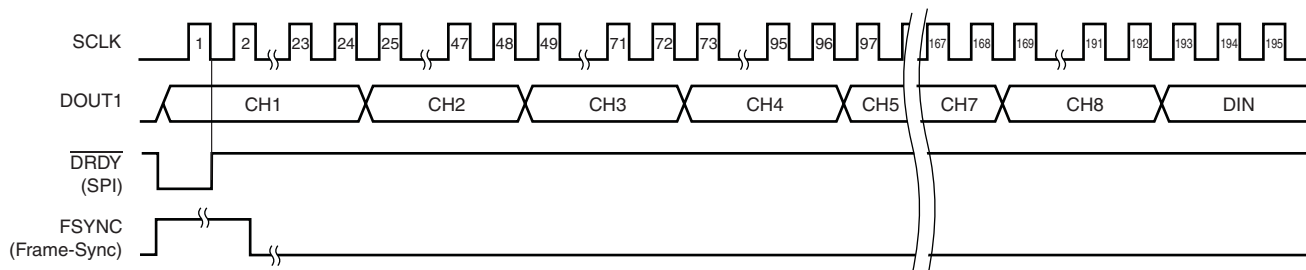 SCLK 1 2 23 24 25 47 48 49 71 72 73 95 96 97 167 168 169 191 192 193 194 195
DOUT1 CH1 CH2 CH3 CH4 CH5 CH7 CH8 DIN
DRDY
(SPI)
FSYNC
(Frame-Sync)